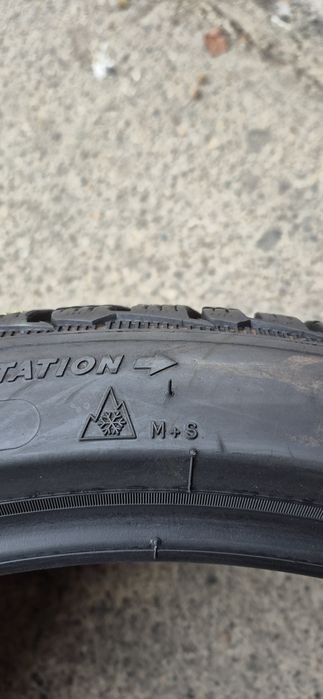 TATION →
M+S